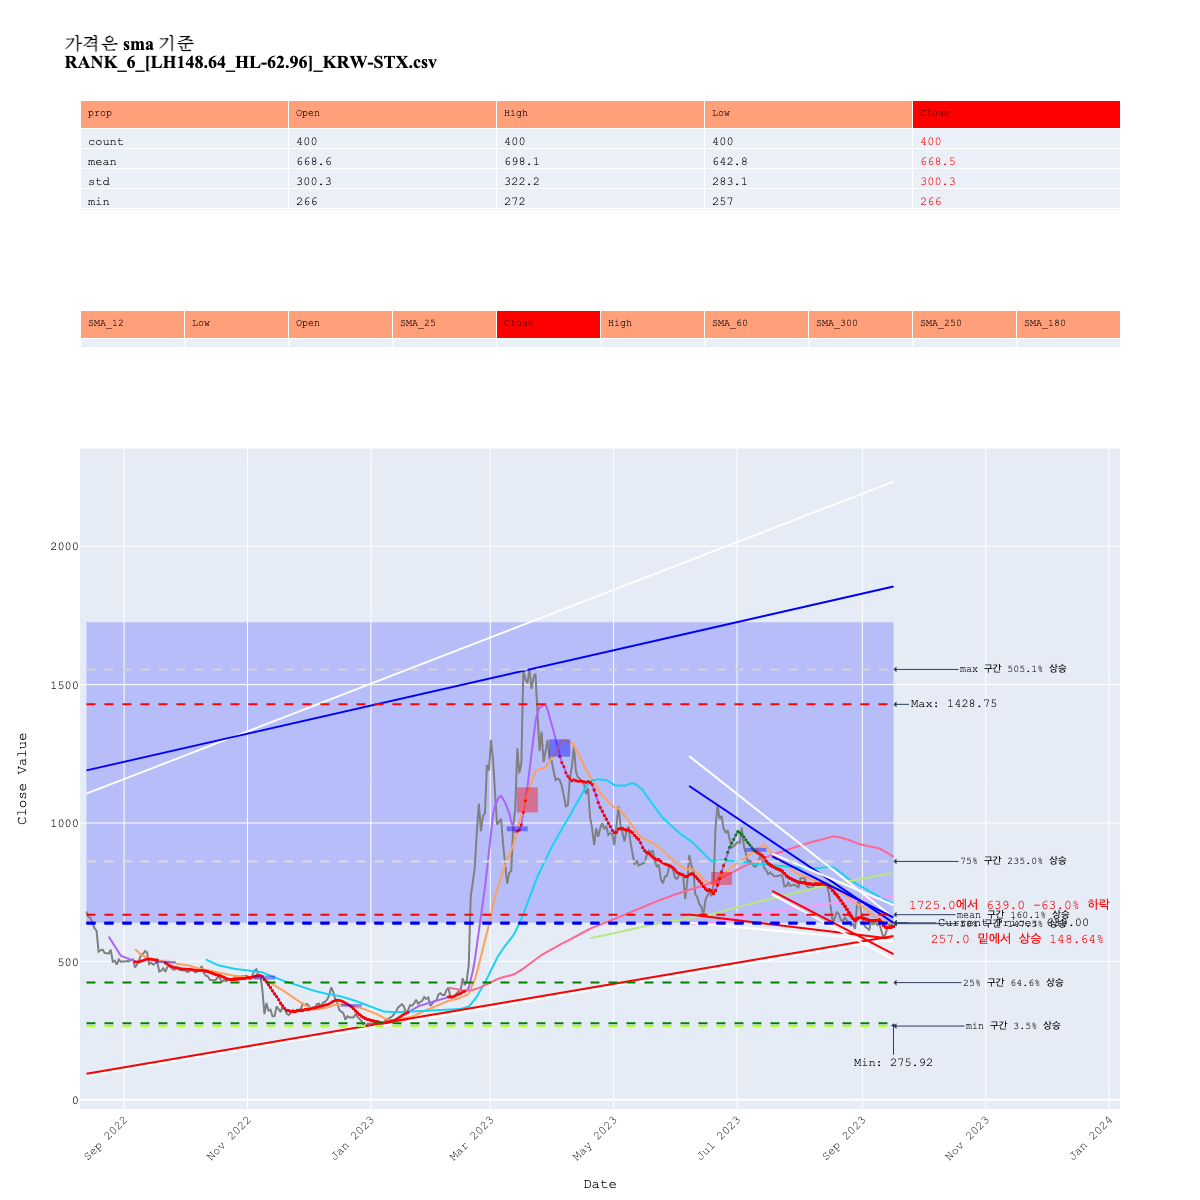 가격은 sma 기준
RANK_6_[LH148.64_HL-62.96]_KRW-STX.csv
prop Open High Low Close
count 400 400 400 400
mean 668.6 698.1 642.8 668.5
std 300.3 322.2 283.1 300.3
min 266 272 257 266
SMA_12 Low Open SMA_25 Close High SMA_60 SMA_300 SMA_250 SMA_180
2000
1500
1000
500
0
Close Value
max 구간 505.1% 상승
Max: 1428.75
75% 구간 235.0% 상승
1725.0에서 639.0 -63.0% 하락
mean 구간 160.1% 상승
257.0 밑에서 상승 148.64%
25% 구간 64.6% 상승
min 구간 3.5% 상승
Min: 275.92
Sep 2022 Nov 2022 Jan 2023 Mar 2023 May 2023 Jul 2023 Sep 2023 Nov 2023 Jan 2024
Date